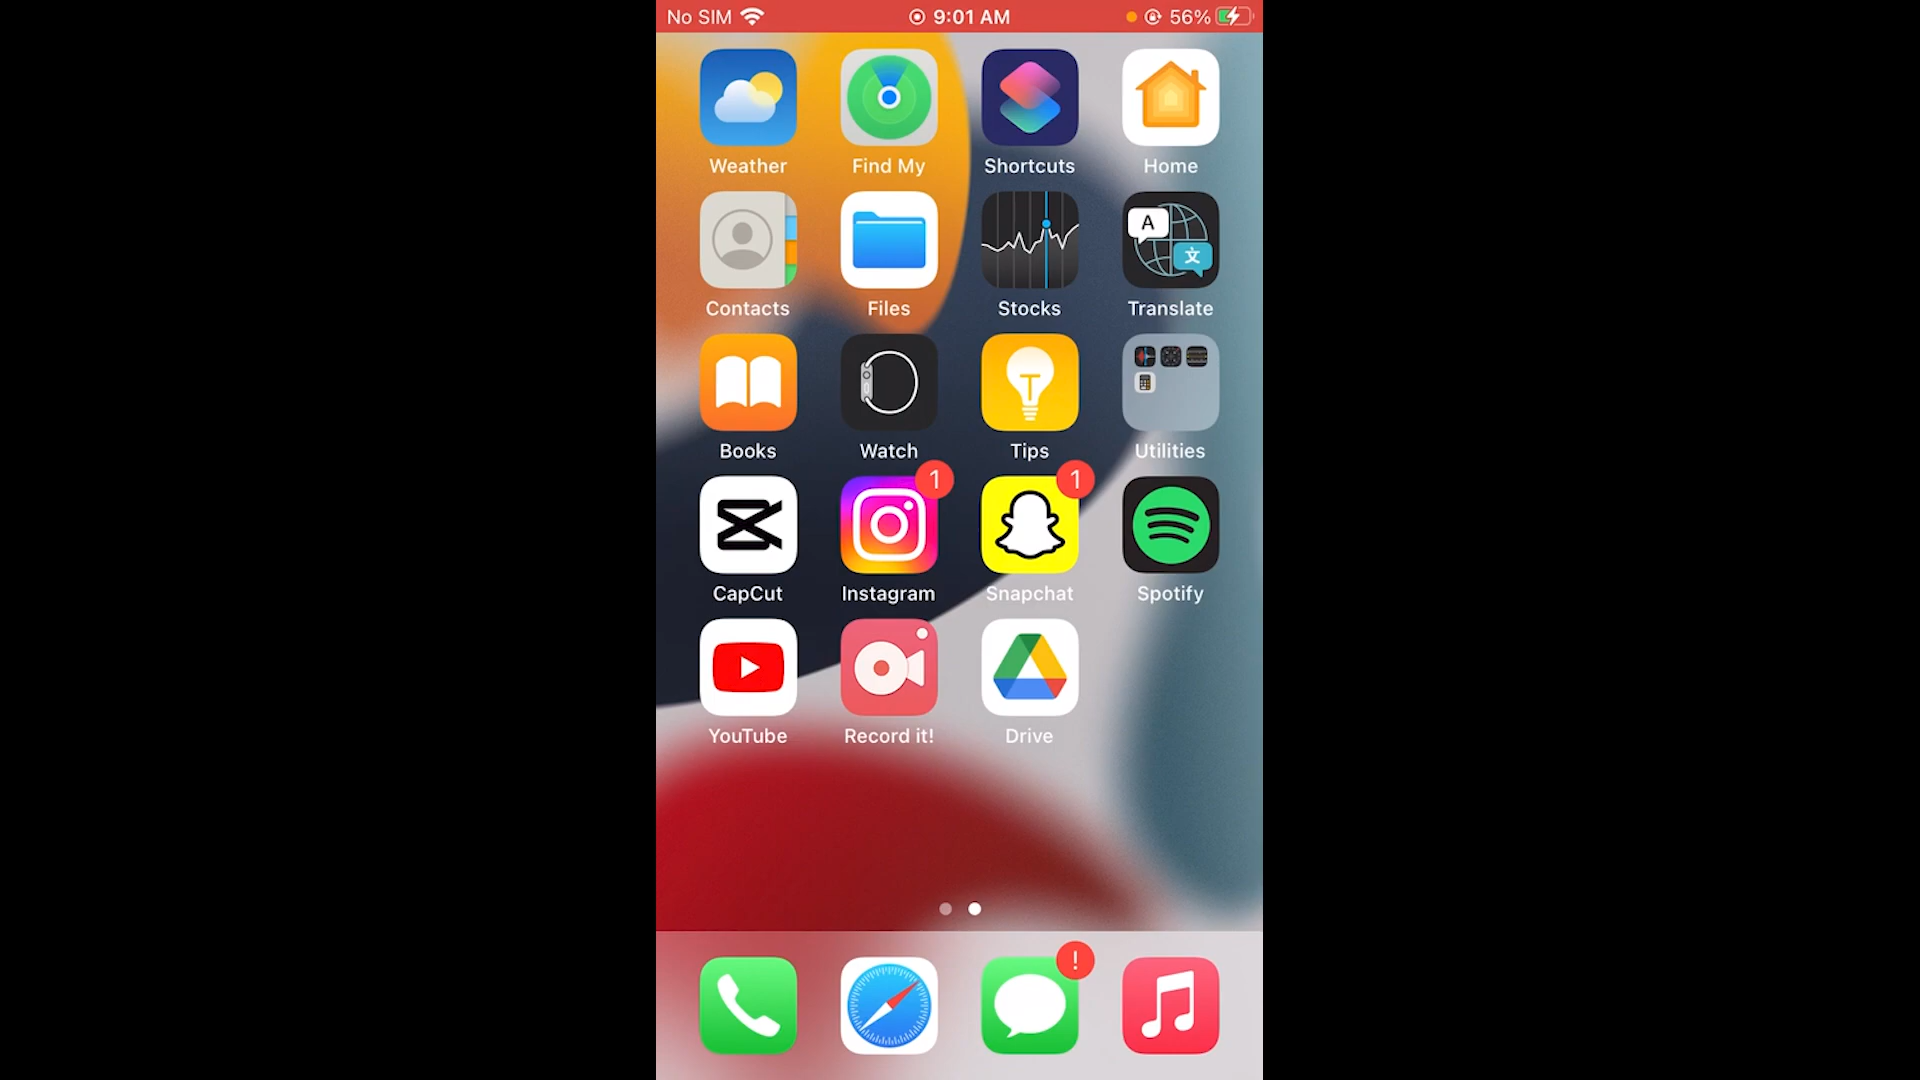 No SIM 9:01 AM 56%
Weather Find My Shortcuts Home
A 文
Contacts Files Stocks Translate
Books Watch Tips Utilities
1 1
CapCut Instagram Snapchat Spotify
YouTube Record it! Drive
!